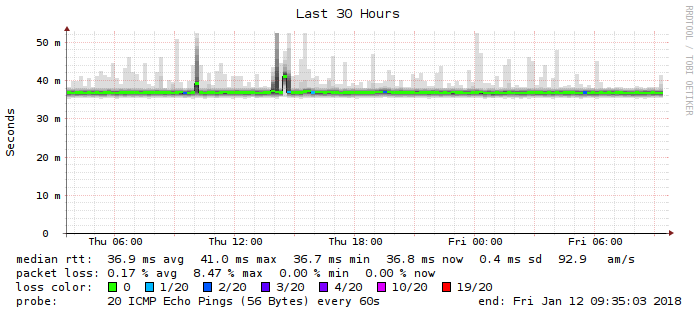 Last 30 Hours
RRDTOOL / TOBI OETIKER
Seconds
50 m
40 m
30 m
20 m
10 m
0
Thu 06:00 Thu 12:00 Thu 18:00 Fri 00:00 Fri 06:00
median rtt: 36.9 ms avg 41.0 ms max 36.7 ms min 36.8 ms now 0.4 ms sd 92.9 am/s
packet loss: 0.17 % avg 8.47 % max 0.00 % min 0.00 % now
loss color: 0 1/20 2/20 3/20 4/20 10/20 19/20
probe: 20 ICMP Echo Pings (56 Bytes) every 60s end: Fri Jan 12 09:35:03 2018